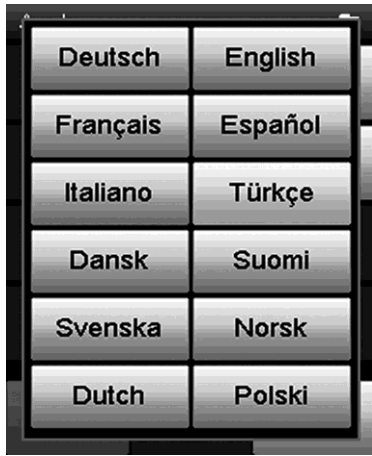 Deutsch English
Français Español
Italiano Türkçe
Dansk Suomi
Svenska Norsk
Dutch Polski